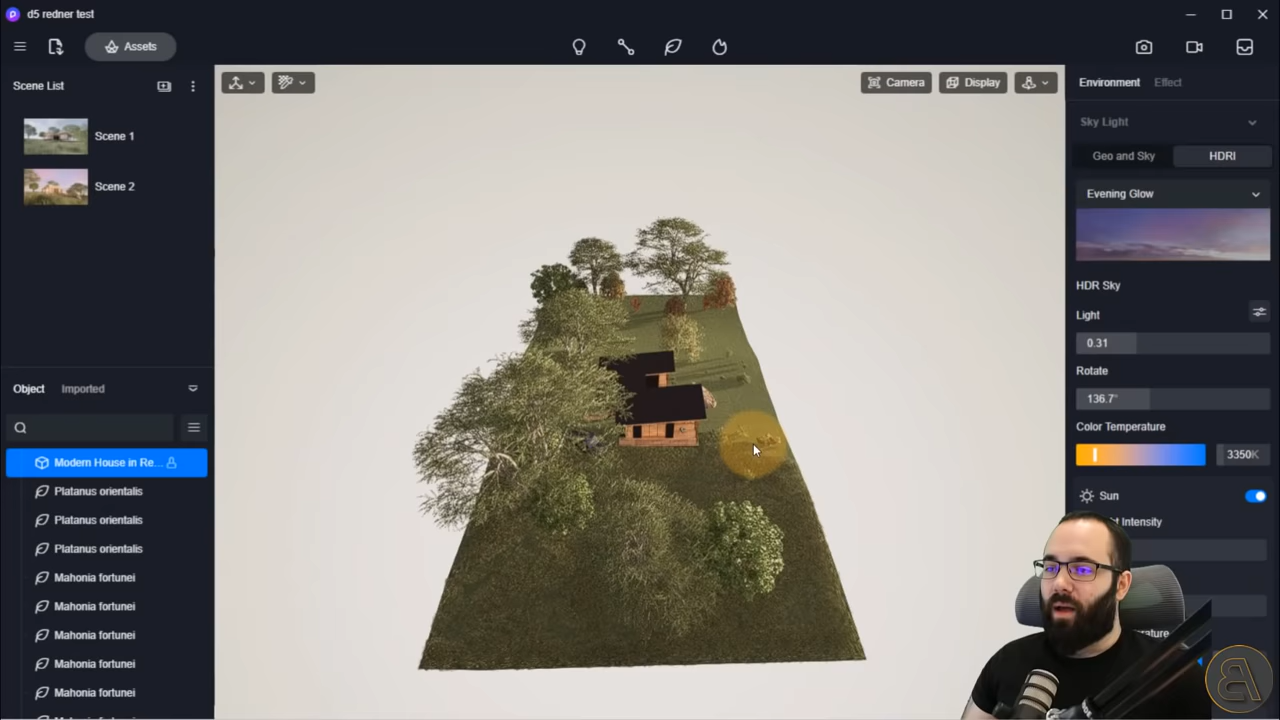 d5 redner test
Assets
Scene List
Scene 1
Scene 2
Object
Imported
Modern House in Re...
Platanus orientalis
Platanus orientalis
Platanus orientalis
Mahonia fortunei
Mahonia fortunei
Mahonia fortunei
Mahonia fortunei
Mahonia fortunei
Camera
Display
Environment
Effect
Sky Light
Geo and Sky
HDRI
Evening Glow
HDR Sky
Light
0.31
Rotate
136.7°
Color Temperature
3350K
Sun
Intensity